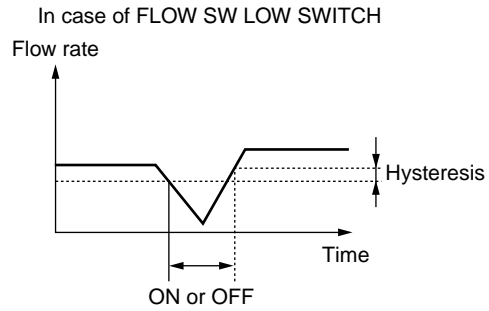 In case of FLOW SW LOW SWITCH
Flow rate
Hysteresis
Time
ON or OFF